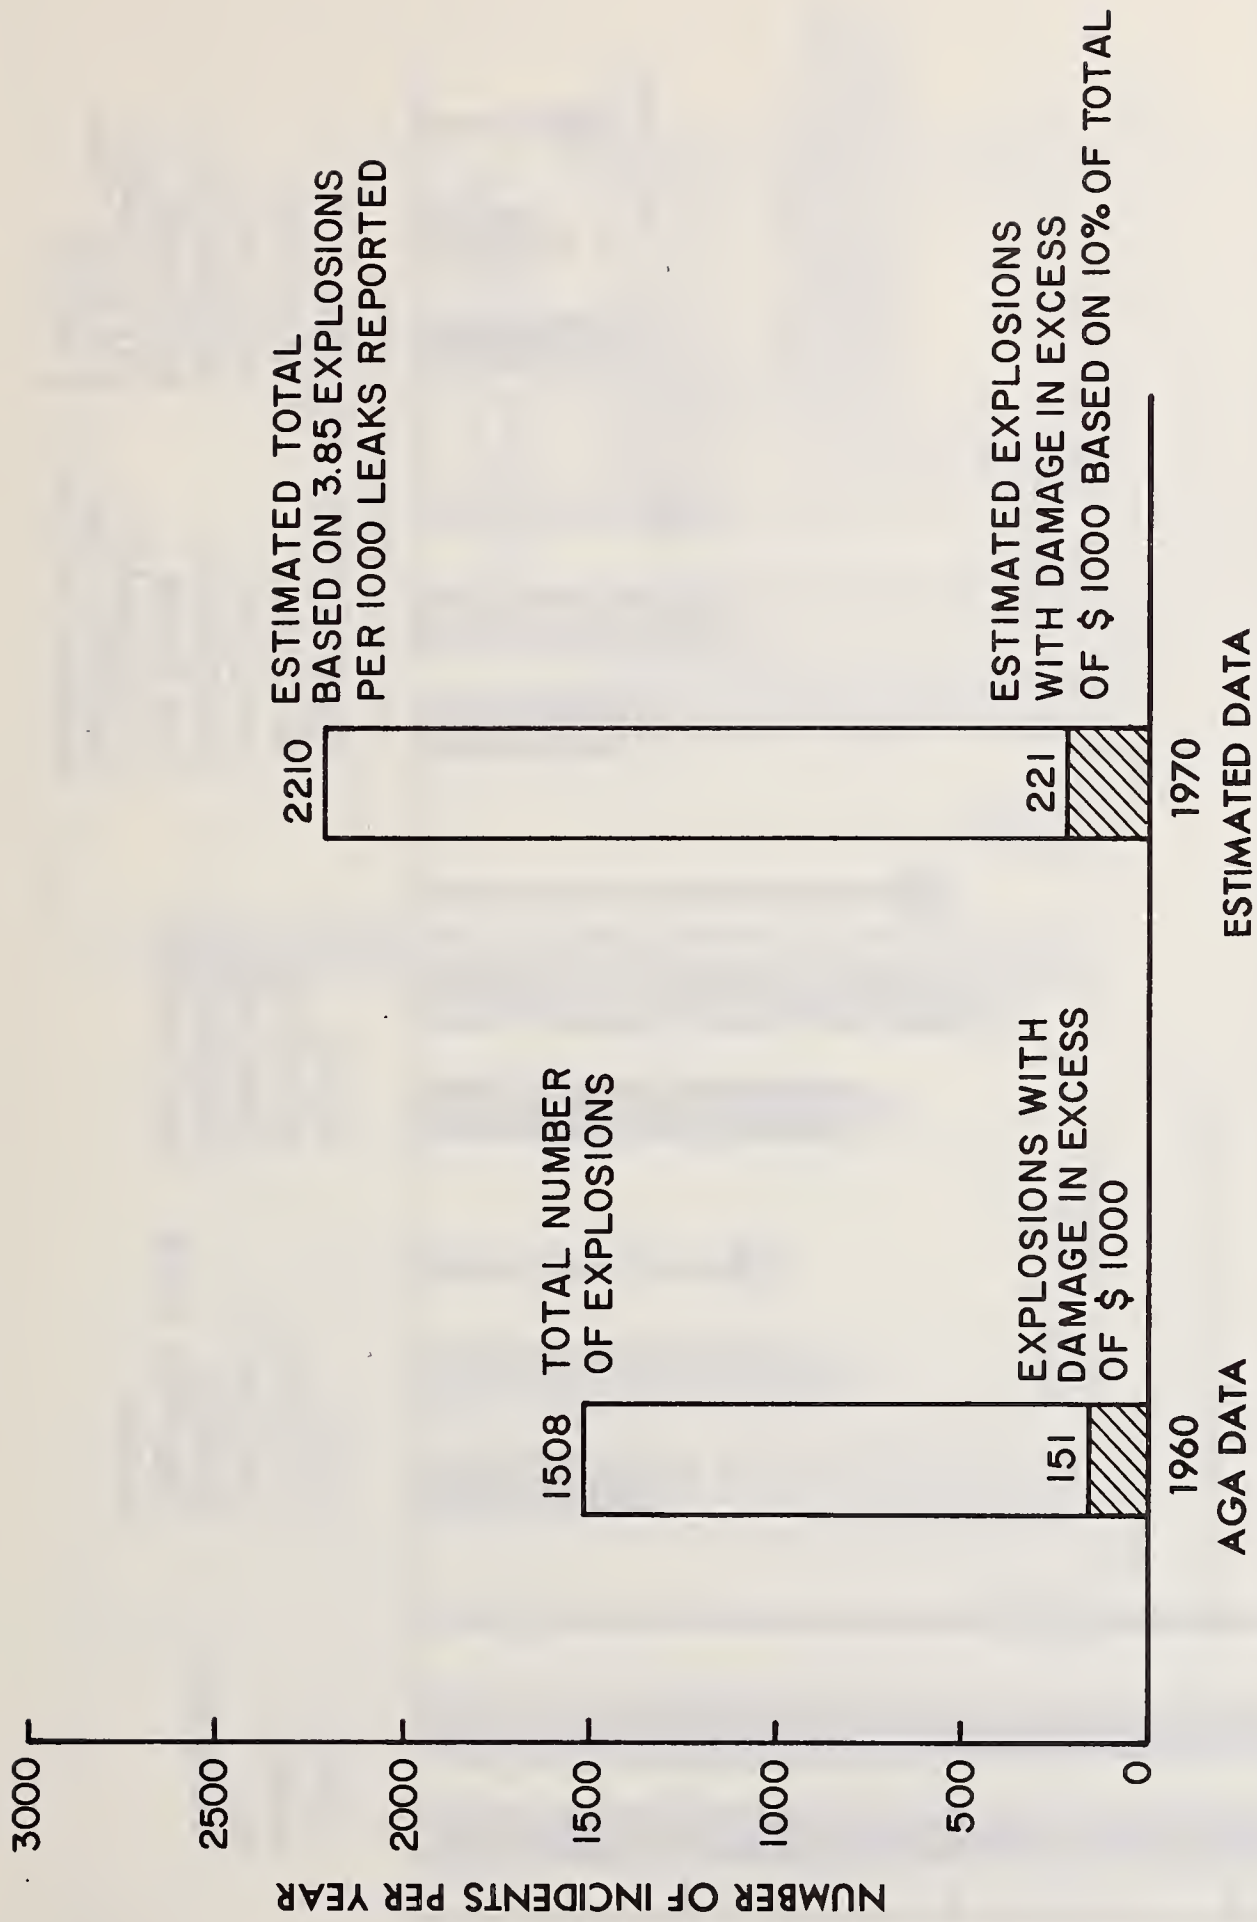 NUMBER OF INCIDENTS PER YEAR
3000
2500
2000
1500
1000
500
0
1508
TOTAL NUMBER
OF EXPLOSIONS
151
EXPLOSIONS WITH
DAMAGE IN EXCESS
OF $ 1000
1960
AGA DATA
2210
ESTIMATED TOTAL
BASED ON 3.85 EXPLOSIONS
PER 1000 LEAKS REPORTED
221
ESTIMATED EXPLOSIONS
WITH DAMAGE IN EXCESS
OF $ 1000 BASED ON 10% OF TOTAL
1970
ESTIMATED DATA